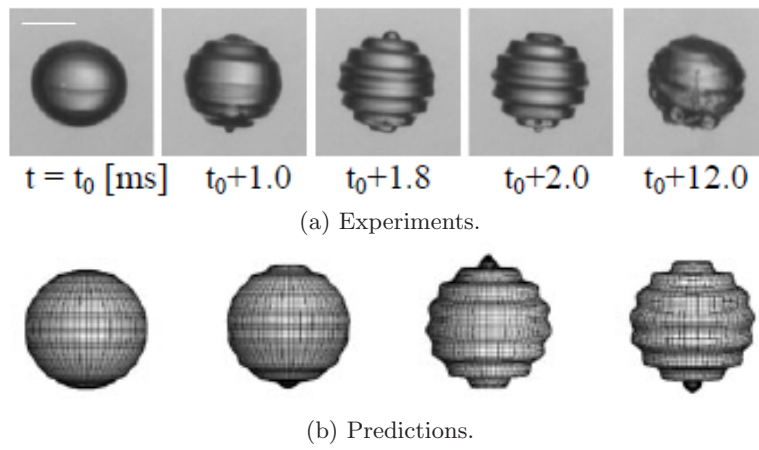 t = t₀ [ms] t₀+1.0 t₀+1.8 t₀+2.0 t₀+12.0
(a) Experiments.
(b) Predictions.